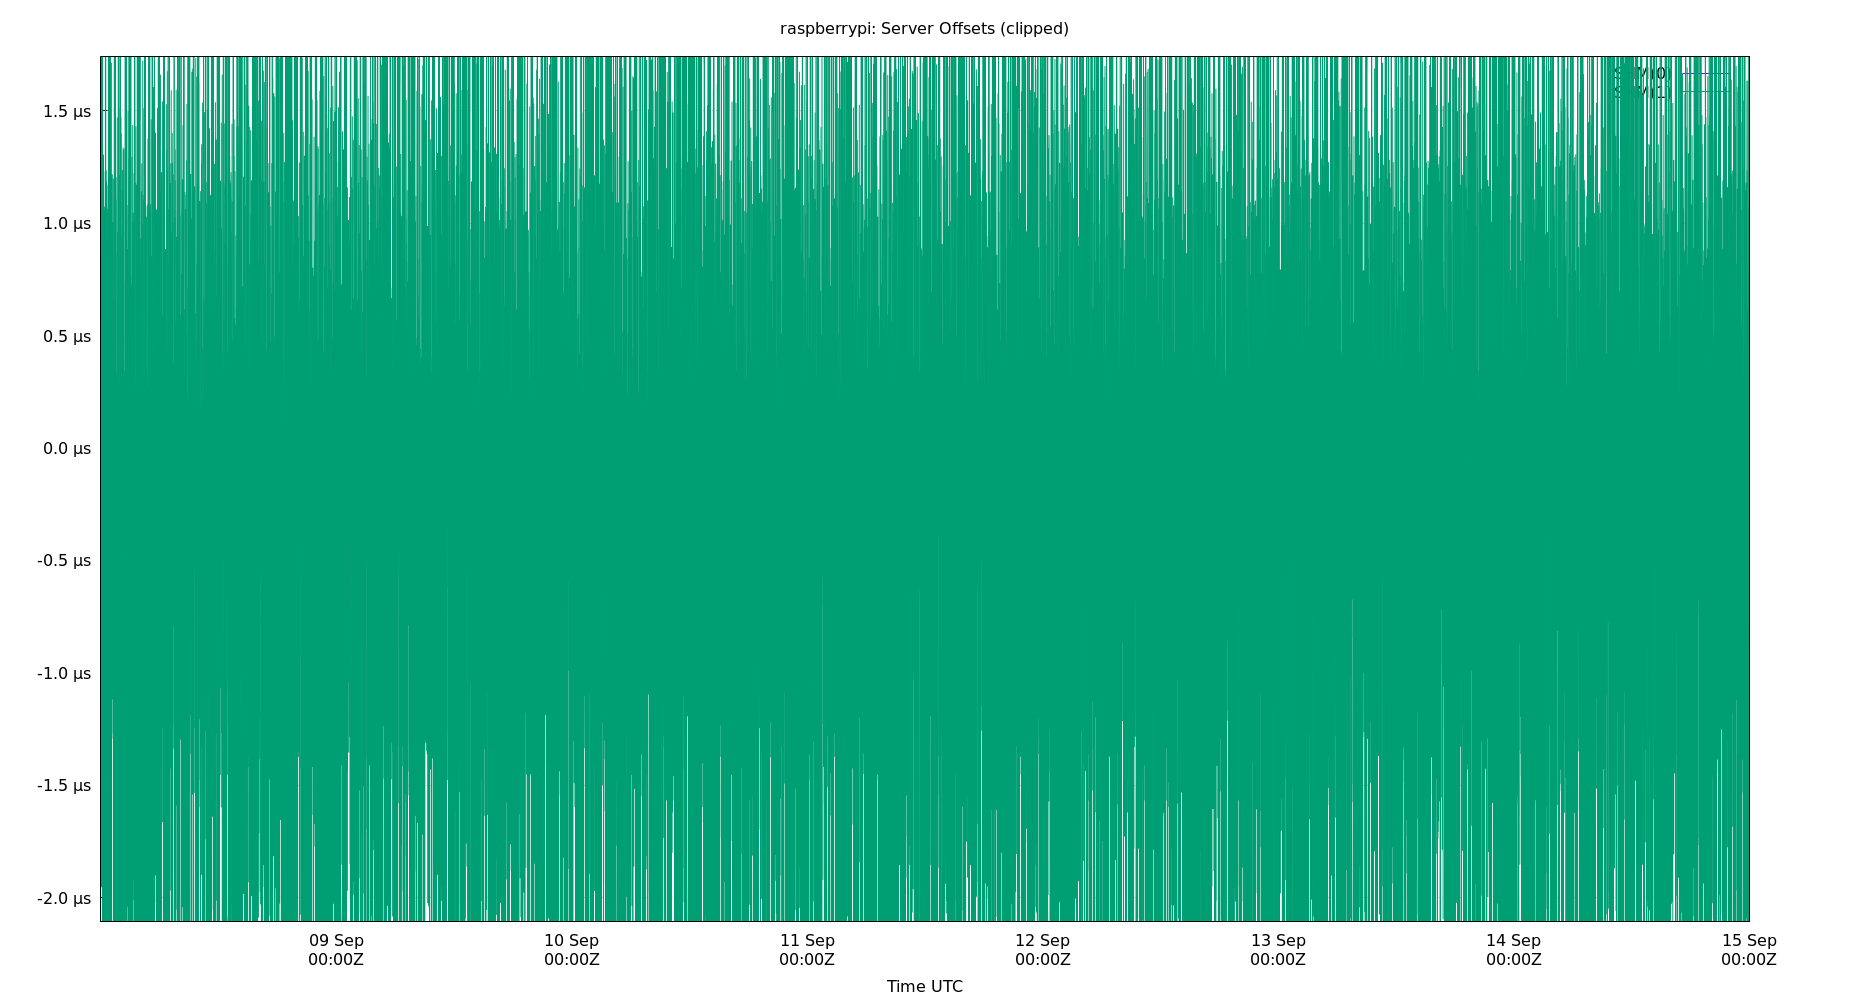 raspberrypi: Server Offsets (clipped)
1.5 µs
1.0 µs
0.5 µs
0.0 µs
-0.5 µs
-1.0 µs
-1.5 µs
-2.0 µs
09 Sep
00:00Z
10 Sep
00:00Z
11 Sep
00:00Z
12 Sep
00:00Z
13 Sep
00:00Z
14 Sep
00:00Z
15 Sep
00:00Z
Time UTC